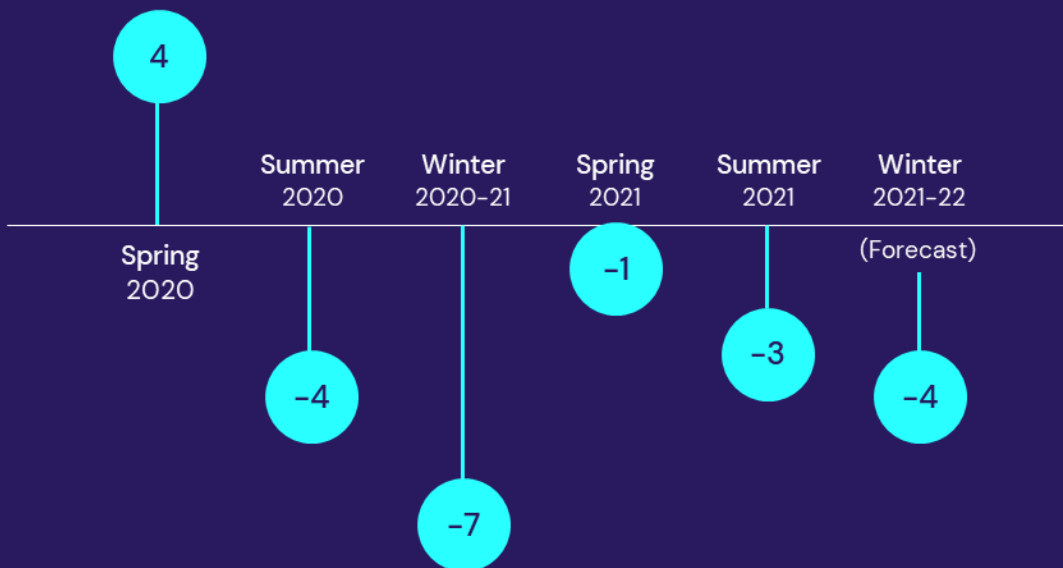 4
Summer
2020
Winter
2020-21
Spring
2021
Summer
2021
Winter
2021-22
(Forecast)
Spring
2020
-1
-3
-4
-4
-7